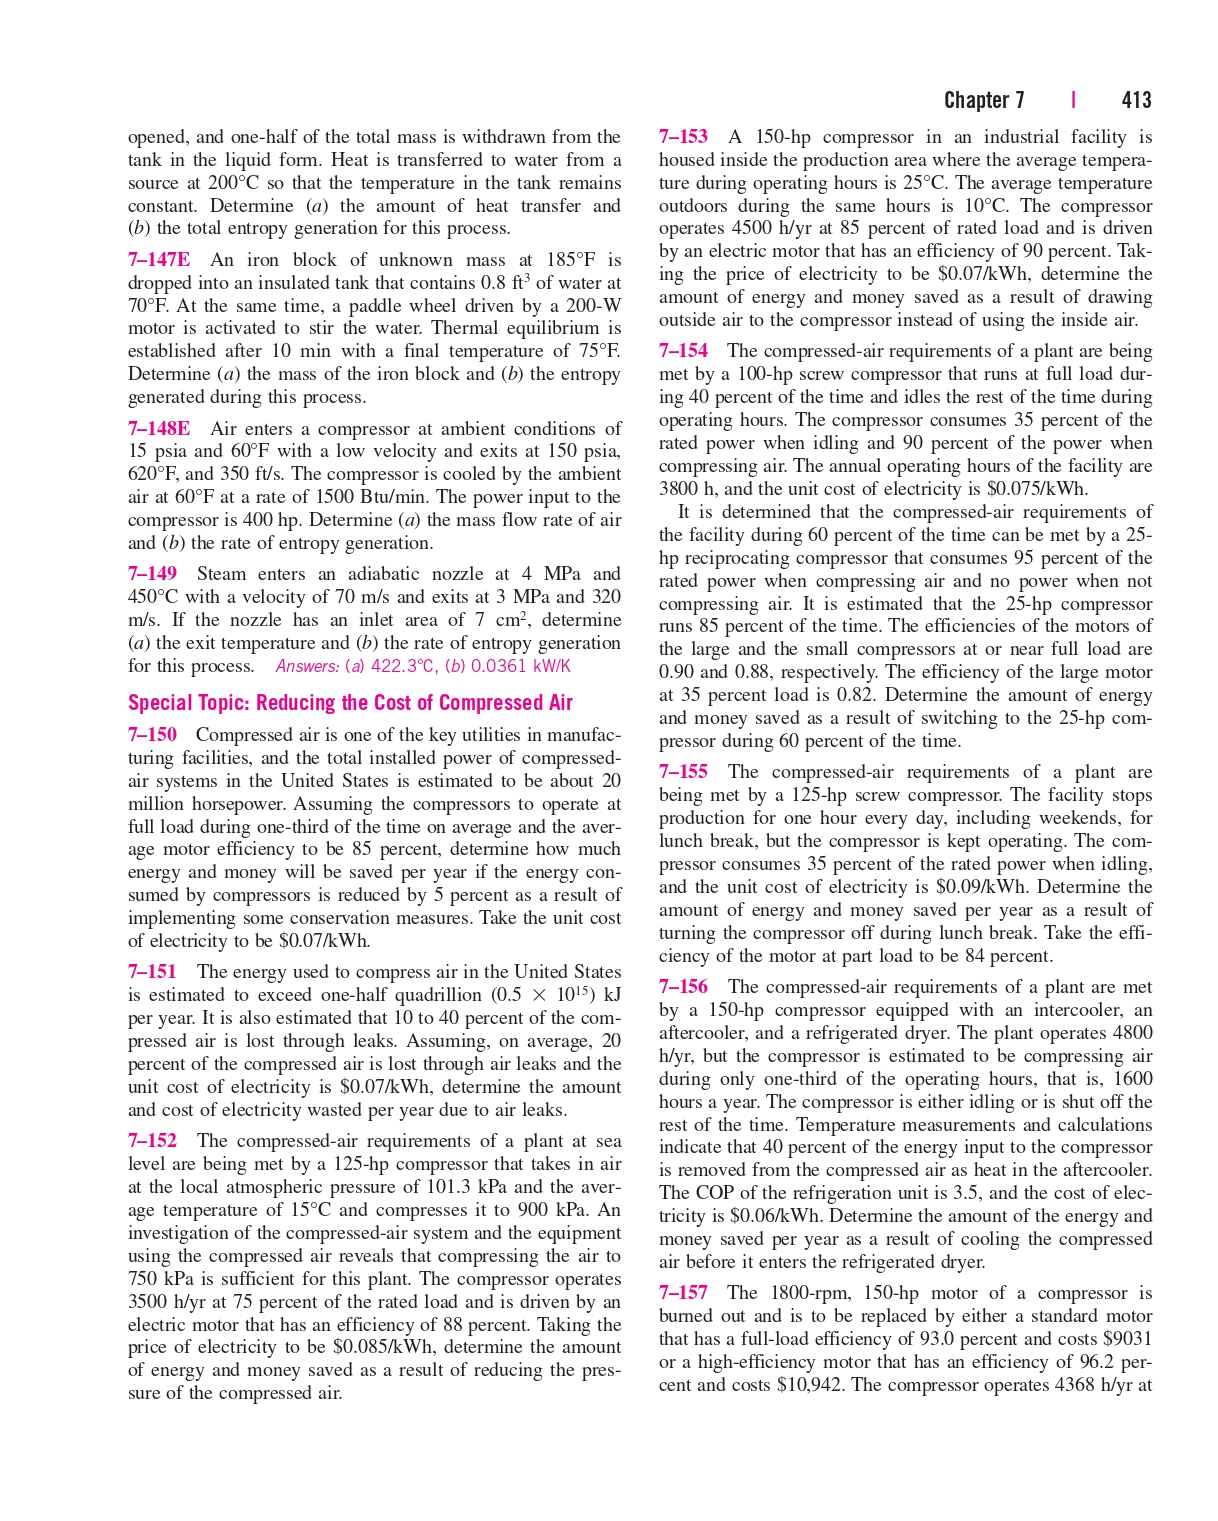 Chapter 7 | 413
opened, and one-half of the total mass is withdrawn from the
tank in the liquid form. Heat is transferred to water from a
source at 200°C so that the temperature in the tank remains
constant. Determine (a) the amount of heat transfer and
(b) the total entropy generation for this process.
7–147E An iron block of unknown mass at 185°F is
dropped into an insulated tank that contains 0.8 ft³ of water at
70°F. At the same time, a paddle wheel driven by a 200-W
motor is activated to stir the water. Thermal equilibrium is
established after 10 min with a final temperature of 75°F.
Determine (a) the mass of the iron block and (b) the entropy
generated during this process.
7–148E Air enters a compressor at ambient conditions of
15 psia and 60°F with a low velocity and exits at 150 psia,
620°F, and 350 ft/s. The compressor is cooled by the ambient
air at 60°F at a rate of 1500 Btu/min. The power input to the
compressor is 400 hp. Determine (a) the mass flow rate of air
and (b) the rate of entropy generation.
7–149 Steam enters an adiabatic nozzle at 4 MPa and
450°C with a velocity of 70 m/s and exits at 3 MPa and 320
m/s. If the nozzle has an inlet area of 7 cm², determine
(a) the exit temperature and (b) the rate of entropy generation
for this process. Answers: (a) 422.3°C, (b) 0.0361 kW/K
Special Topic: Reducing the Cost of Compressed Air
7–150 Compressed air is one of the key utilities in manufac-
turing facilities, and the total installed power of compressed-
air systems in the United States is estimated to be about 20
million horsepower. Assuming the compressors to operate at
full load during one-third of the time on average and the aver-
age motor efficiency to be 85 percent, determine how much
energy and money will be saved per year if the energy con-
sumed by compressors is reduced by 5 percent as a result of
implementing some conservation measures. Take the unit cost
of electricity to be $0.07/kWh.
7–151 The energy used to compress air in the United States
is estimated to exceed one-half quadrillion (0.5 × 10¹⁵) kJ
per year. It is also estimated that 10 to 40 percent of the com-
pressed air is lost through leaks. Assuming, on average, 20
percent of the compressed air is lost through air leaks and the
unit cost of electricity is $0.07/kWh, determine the amount
and cost of electricity wasted per year due to air leaks.
7–152 The compressed-air requirements of a plant at sea
level are being met by a 125-hp compressor that takes in air
at the local atmospheric pressure of 101.3 kPa and the aver-
age temperature of 15°C and compresses it to 900 kPa. An
investigation of the compressed-air system and the equipment
using the compressed air reveals that compressing the air to
750 kPa is sufficient for this plant. The compressor operates
3500 h/yr at 75 percent of the rated load and is driven by an
electric motor that has an efficiency of 88 percent. Taking the
price of electricity to be $0.085/kWh, determine the amount
of energy and money saved as a result of reducing the pres-
sure of the compressed air.
7–153 A 150-hp compressor in an industrial facility is
housed inside the production area where the average tempera-
ture during operating hours is 25°C. The average temperature
outdoors during the same hours is 10°C. The compressor
operates 4500 h/yr at 85 percent of rated load and is driven
by an electric motor that has an efficiency of 90 percent. Tak-
ing the price of electricity to be $0.07/kWh, determine the
amount of energy and money saved as a result of drawing
outside air to the compressor instead of using the inside air.
7–154 The compressed-air requirements of a plant are being
met by a 100-hp screw compressor that runs at full load dur-
ing 40 percent of the time and idles the rest of the time during
operating hours. The compressor consumes 35 percent of the
rated power when idling and 90 percent of the power when
compressing air. The annual operating hours of the facility are
3800 h, and the unit cost of electricity is $0.075/kWh.
It is determined that the compressed-air requirements of
the facility during 60 percent of the time can be met by a 25-
hp reciprocating compressor that consumes 95 percent of the
rated power when compressing air and no power when not
compressing air. It is estimated that the 25-hp compressor
runs 85 percent of the time. The efficiencies of the motors of
the large and the small compressors at or near full load are
0.90 and 0.88, respectively. The efficiency of the large motor
at 35 percent load is 0.82. Determine the amount of energy
and money saved as a result of switching to the 25-hp com-
pressor during 60 percent of the time.
7–155 The compressed-air requirements of a plant are
being met by a 125-hp screw compressor. The facility stops
production for one hour every day, including weekends, for
lunch break, but the compressor is kept operating. The com-
pressor consumes 35 percent of the rated power when idling,
and the unit cost of electricity is $0.09/kWh. Determine the
amount of energy and money saved per year as a result of
turning the compressor off during lunch break. Take the effi-
ciency of the motor at part load to be 84 percent.
7–156 The compressed-air requirements of a plant are met
by a 150-hp compressor equipped with an intercooler, an
aftercooler, and a refrigerated dryer. The plant operates 4800
h/yr, but the compressor is estimated to be compressing air
during only one-third of the operating hours, that is, 1600
hours a year. The compressor is either idling or is shut off the
rest of the time. Temperature measurements and calculations
indicate that 40 percent of the energy input to the compressor
is removed from the compressed air as heat in the aftercooler.
The COP of the refrigeration unit is 3.5, and the cost of elec-
tricity is $0.06/kWh. Determine the amount of the energy and
money saved per year as a result of cooling the compressed
air before it enters the refrigerated dryer.
7–157 The 1800-rpm, 150-hp motor of a compressor is
burned out and is to be replaced by either a standard motor
that has a full-load efficiency of 93.0 percent and costs $9031
or a high-efficiency motor that has an efficiency of 96.2 per-
cent and costs $10,942. The compressor operates 4368 h/yr at